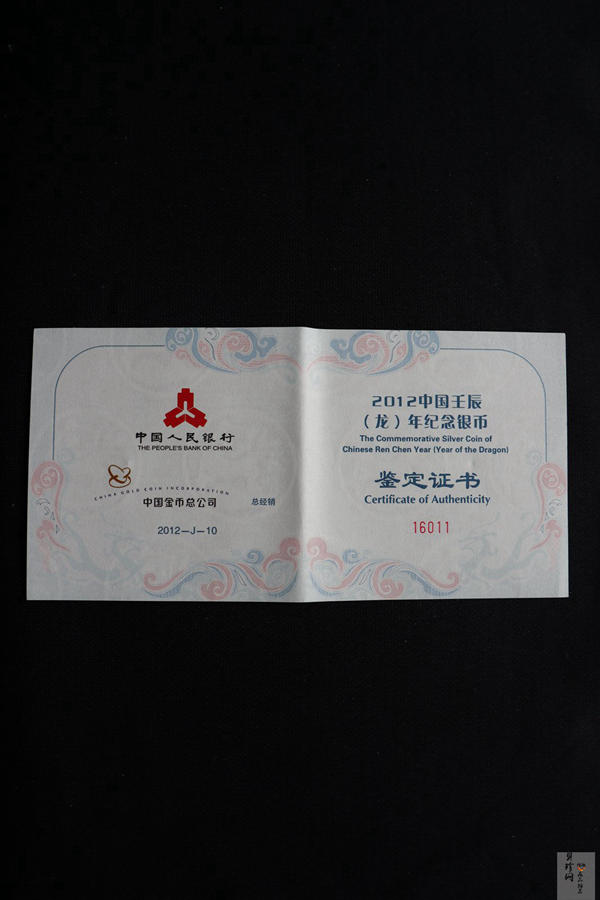 中国人民银行
THE PEOPLE'S BANK OF CHINA
CHINA GOLD COIN INCORPORATION
中国金币总公司 总经销
2012-J-10
2012中国壬辰
（龙）年纪念银币
The Commemorative Silver Coin of
Chinese Ren Chen Year (Year of the Dragon)
鉴定证书
Certificate of Authenticity
16011